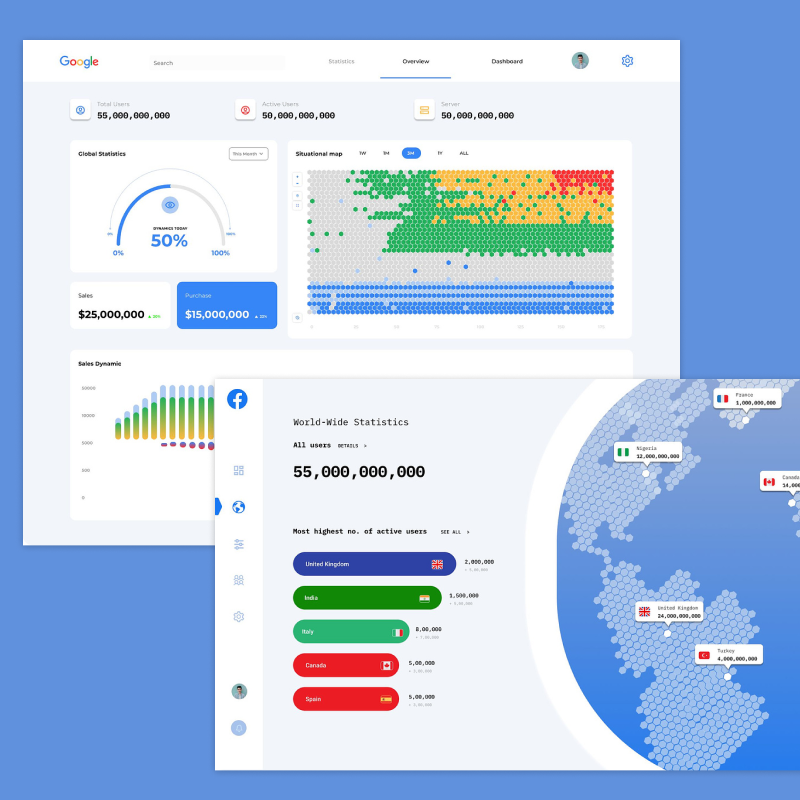 Google
Search
Statistics
Overview
Dashboard
Total Users
55,000,000,000
Active Users
50,000,000,000
Server
50,000,000,000
Global Statistics
This Month
DYNAMICS TODAY
50%
0%
100%
Situational map
1W
1M
1Y
ALL
Sales
$25,000,000
Purchase
$15,000,000
Sales Dynamic
5000
500
0
World-Wide Statistics
All users DETAILS >
55,000,000,000
Most highest no. of active users SEE ALL >
United Kingdom
2,000,000
India
1,500,000
Italy
8,00,000
Canada
5,00,000
Spain
5,00,000
France
1,000,000,000
Nigeria
12,000,000,000
Canada
United Kingdom
24,000,000,000
Turkey
4,000,000,000